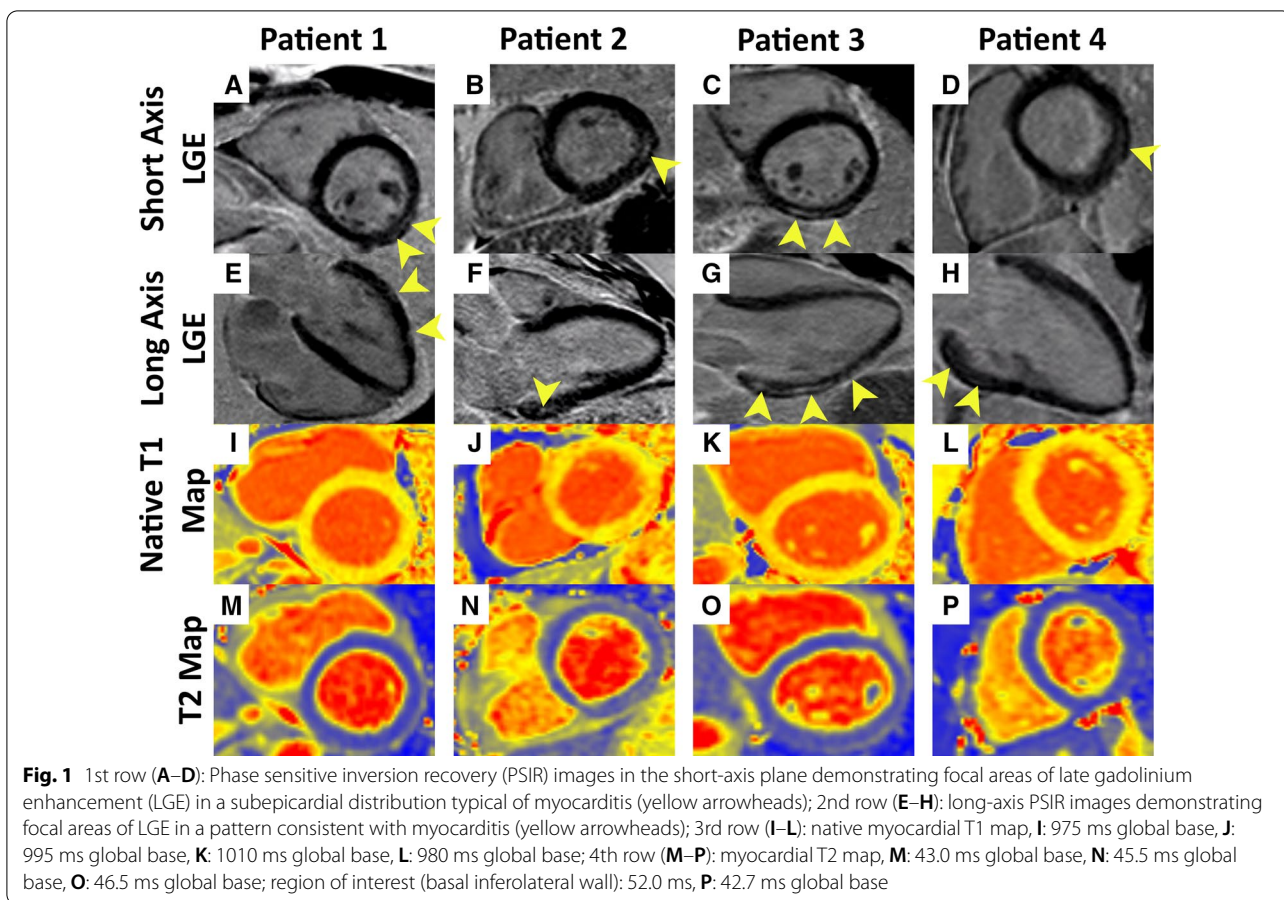 Patient 1 Patient 2 Patient 3 Patient 4
Short Axis
LGE
A B C D
Long Axis
LGE
E F G H
Native T1
Map
I J K L
T2 Map
M N O P
Fig. 1 1st row (A–D): Phase sensitive inversion recovery (PSIR) images in the short-axis plane demonstrating focal areas of late gadolinium
enhancement (LGE) in a subepicardial distribution typical of myocarditis (yellow arrowheads); 2nd row (E–H): long-axis PSIR images demonstrating
focal areas of LGE in a pattern consistent with myocarditis (yellow arrowheads); 3rd row (I–L): native myocardial T1 map, I: 975 ms global base, J:
995 ms global base, K: 1010 ms global base, L: 980 ms global base; 4th row (M–P): myocardial T2 map, M: 43.0 ms global base, N: 45.5 ms global
base, O: 46.5 ms global base; region of interest (basal inferolateral wall): 52.0 ms, P: 42.7 ms global base